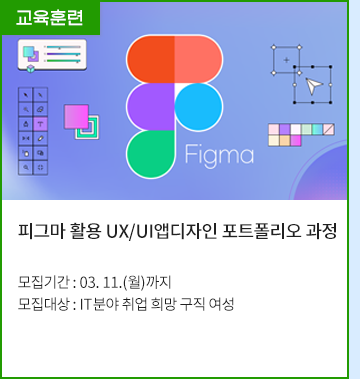 교육훈련
Figma
피그마 활용 UX/UI앱디자인 포트폴리오 과정
모집기간 : 03. 11.(월)까지
모집대상 : IT분야 취업 희망 구직 여성